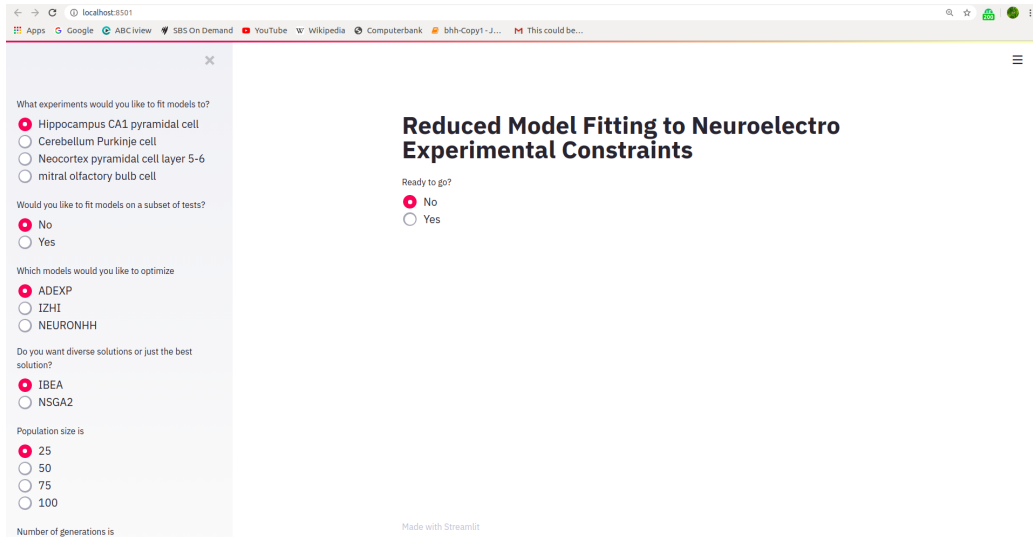 localhost:8501
200
Apps Google ABC iview SBS On Demand YouTube Wikipedia Computerbank bhh-Copy1 - J... This could be...
What experiments would you like to fit models to?
Hippocampus CA1 pyramidal cell
Cerebellum Purkinje cell
Neocortex pyramidal cell layer 5-6
mitral olfactory bulb cell
Would you like to fit models on a subset of tests?
No
Yes
Which models would you like to optimize
ADEXP
IZHI
NEURONHH
Do you want diverse solutions or just the best
solution?
IBEA
NSGA2
Population size is
25
50
75
100
Number of generations is
Reduced Model Fitting to Neuroelectro
Experimental Constraints
Ready to go?
No
Yes
Made with Streamlit